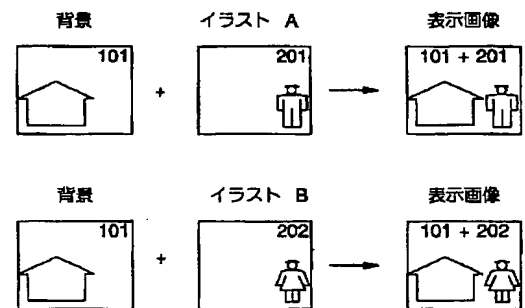 背景 イラスト A 表示画像
101 + 201 101 + 201
背景 イラスト B 表示画像
101 + 202 101 + 202